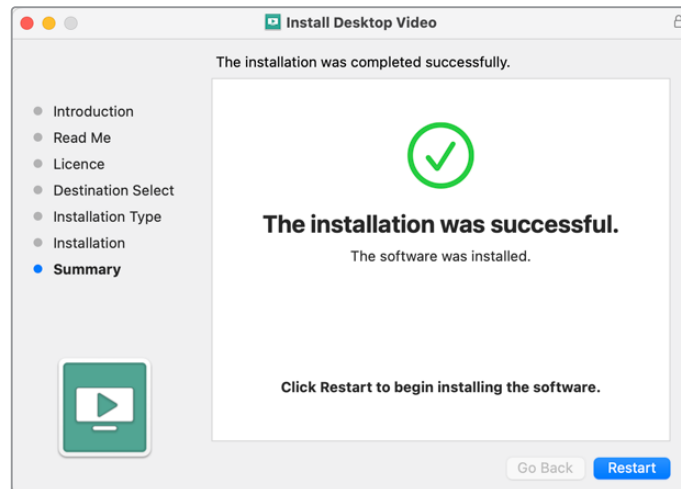 Install Desktop Video
The installation was completed successfully.
Introduction
Read Me
Licence
Destination Select
Installation Type
Installation
Summary
The installation was successful.
The software was installed.
Click Restart to begin installing the software.
Go Back
Restart